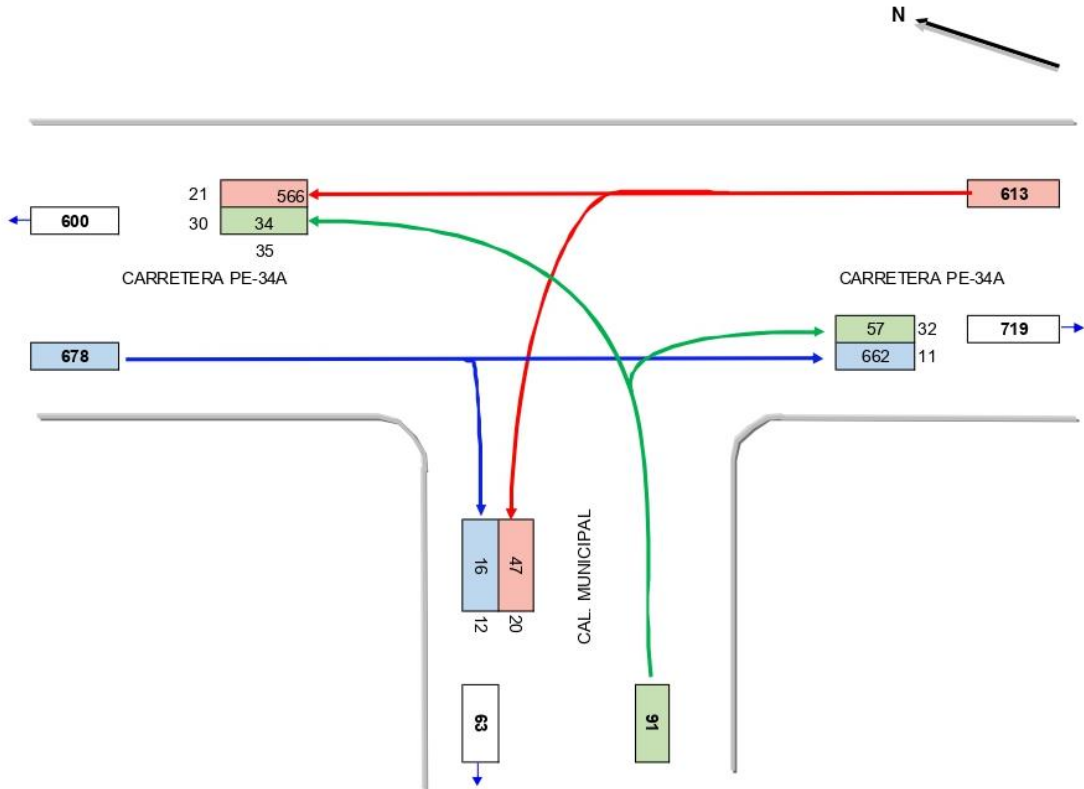 N
21 566 613
600 30 34
35
CARRETERA PE-34A CARRETERA PE-34A
57 32 719
678 662 11
16 47 CAL. MUNICIPAL
12 20
63 91